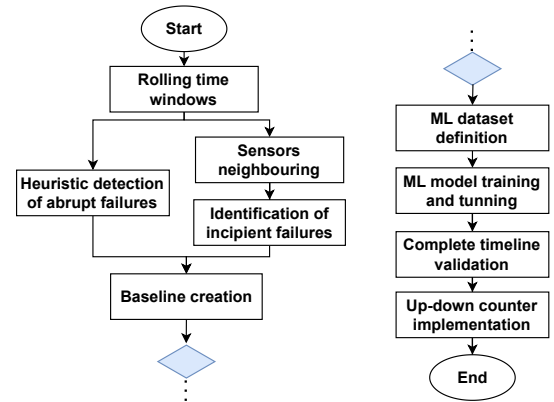 Start
Rolling time
windows
Heuristic detection
of abrupt failures
Sensors
neighbouring
Identification of
incipient failures
Baseline creation
ML dataset
definition
ML model training
and tunning
Complete timeline
validation
Up-down counter
implementation
End